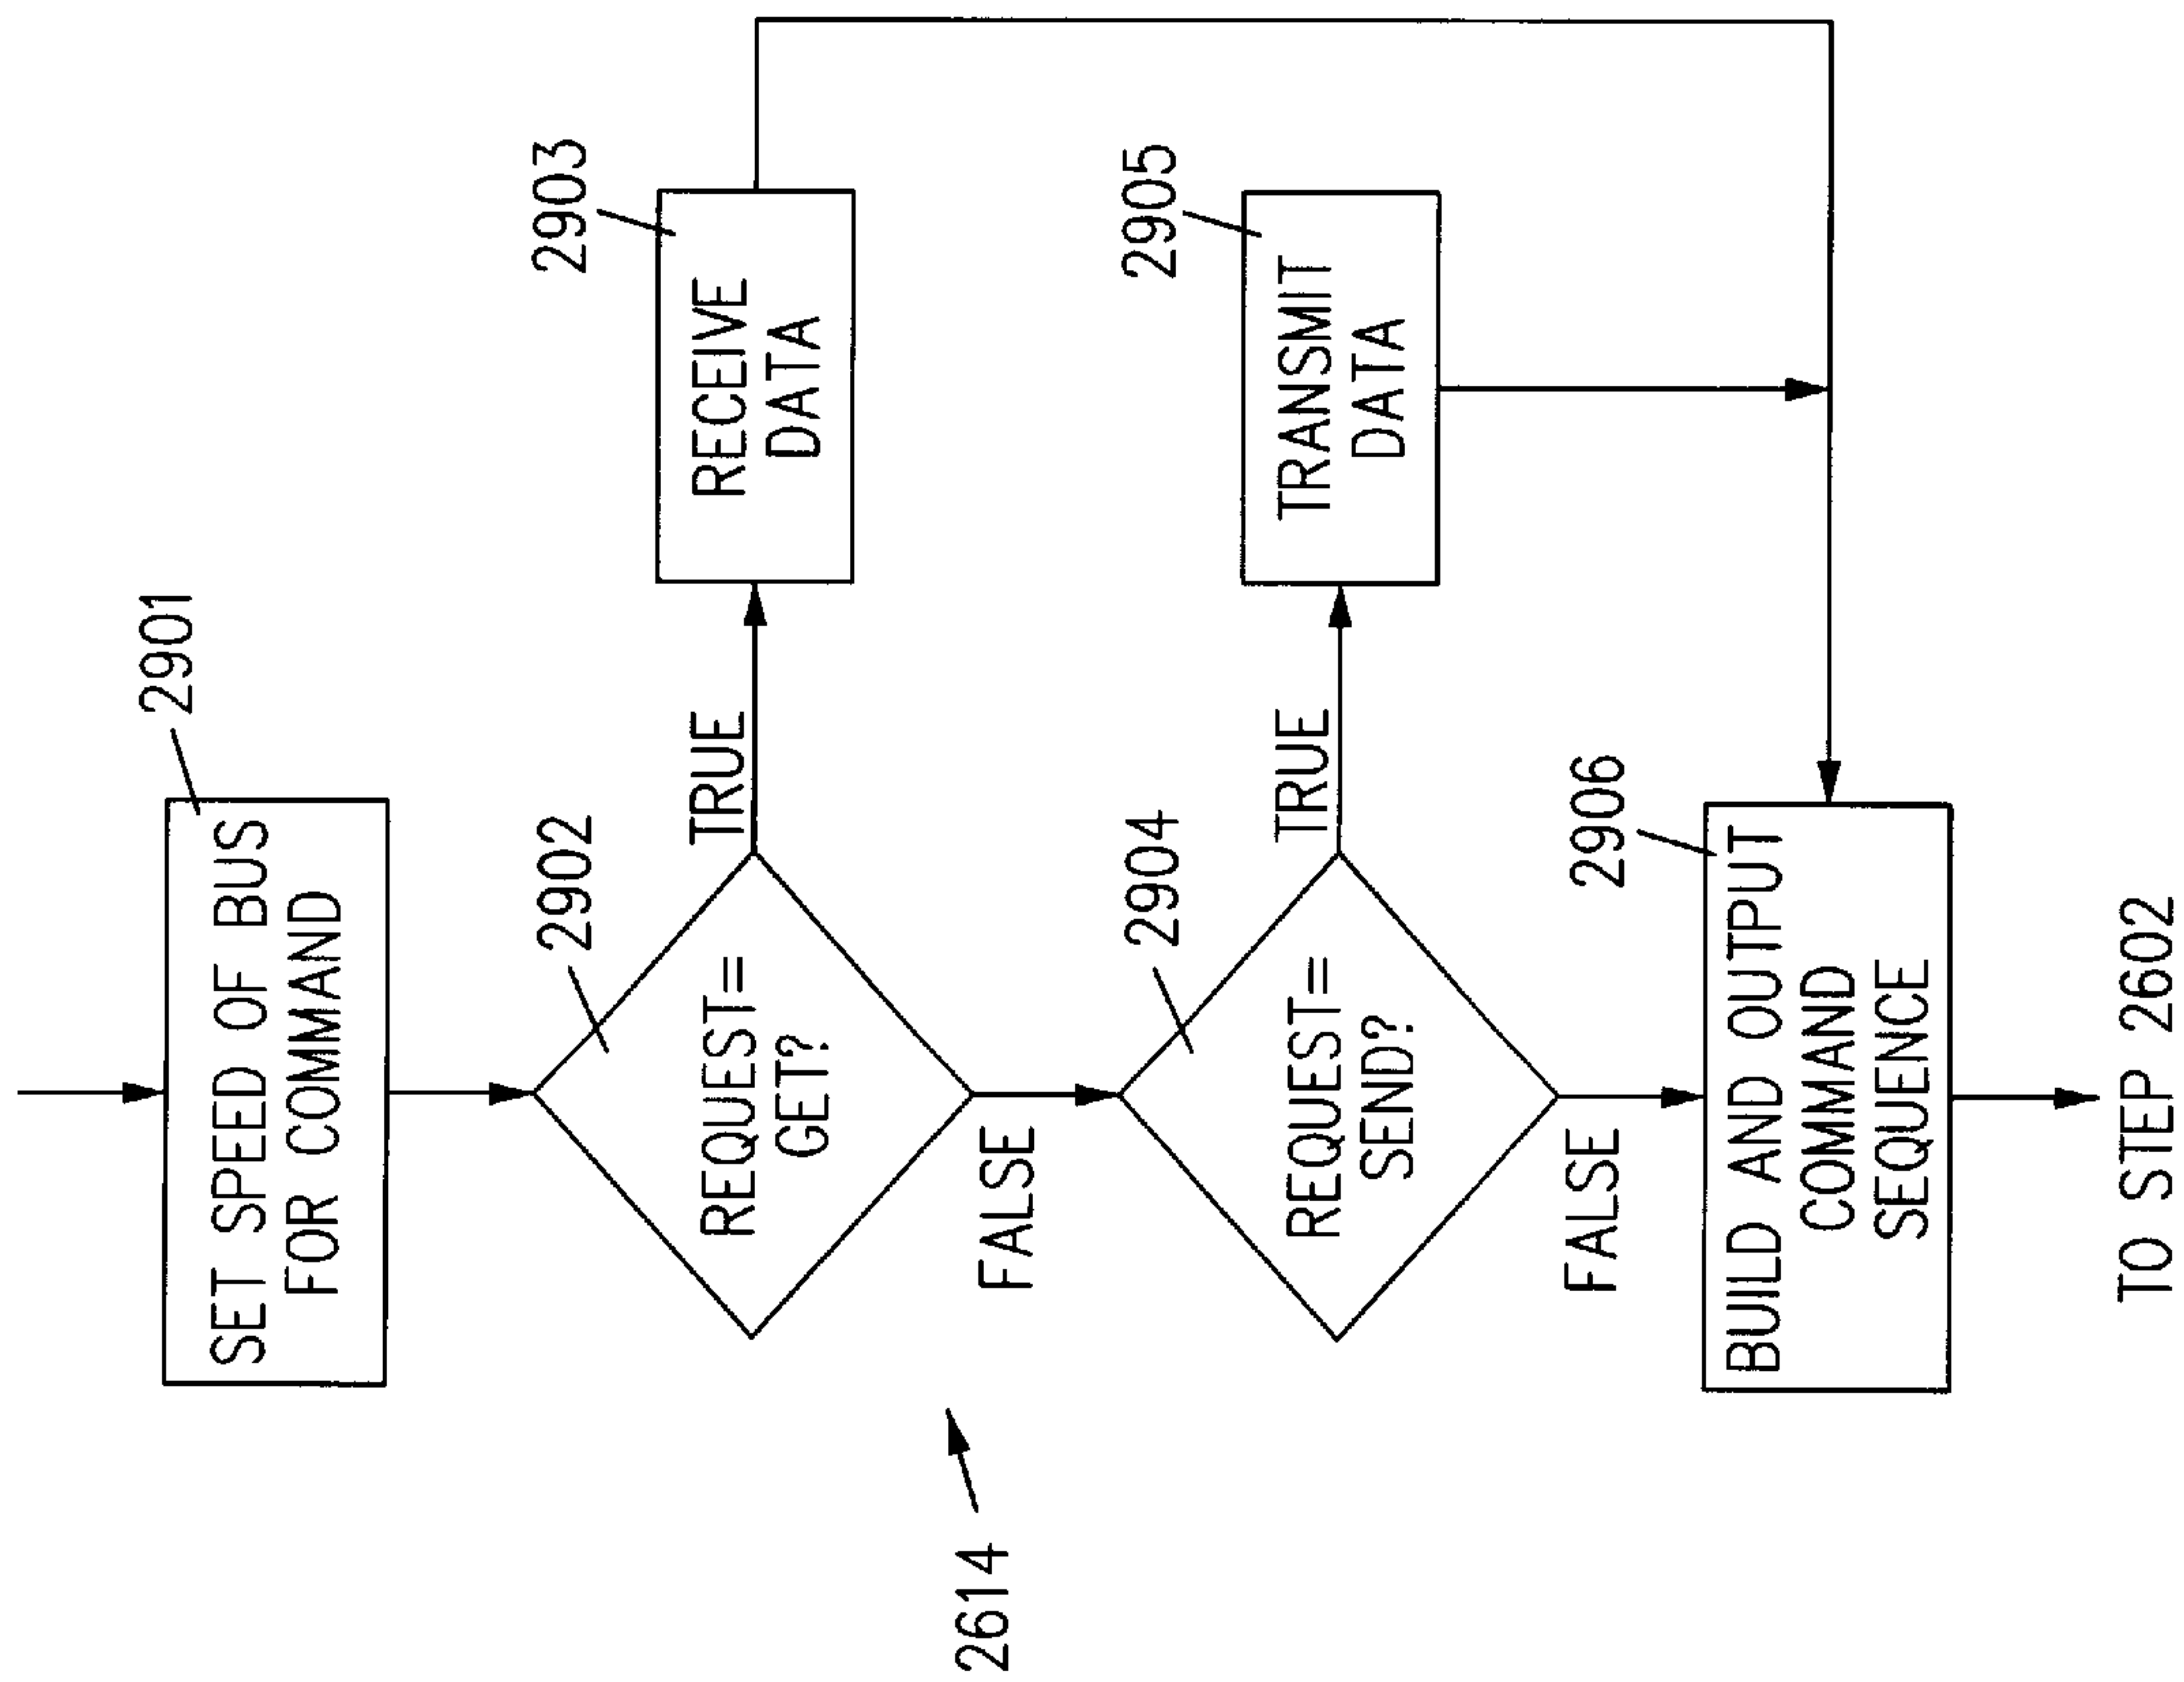 2901
SET SPEED OF BUS
FOR COMMAND
2902
REQUEST=
GET?
TRUE
2903
RECEIVE
DATA
FALSE
2614
2904
REQUEST=
SEND?
TRUE
2905
TRANSMIT
DATA
FALSE
2906
BUILD AND OUTPUT
COMMAND
SEQUENCE
TO STEP 2602